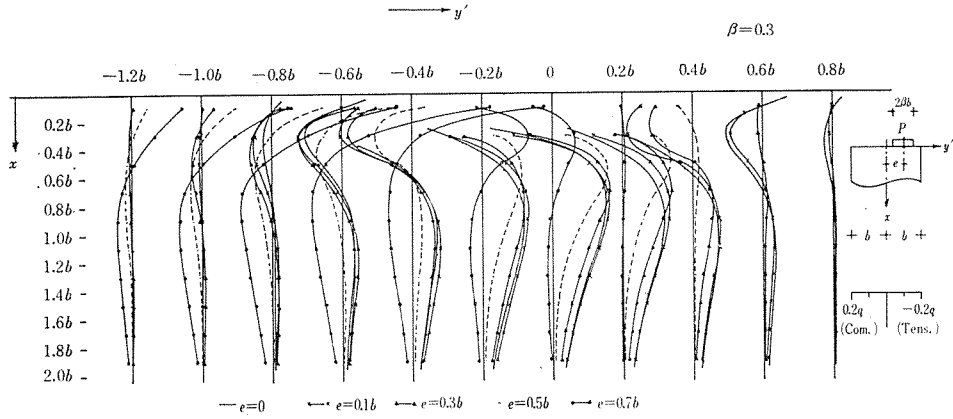 y'
β=0.3
−1.2b −1.0b −0.8b −0.6b −0.4b −0.2b 0 0.2b 0.4b 0.6b 0.8b
x
0.2b
0.4b
0.6b
0.8b
1.0b
1.2b
1.4b
1.6b
1.8b
2.0b
2βb
P
y'
e
x
b b
0.2q −0.2q
(Com.) (Tens.)
e=0 e=0.1b e=0.3b e=0.5b e=0.7b